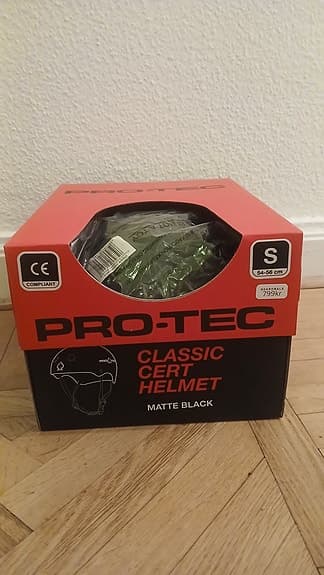 PRO-TEC
CE
COMPLIANT
S
54-56 cm
799kr
PRO-TEC
CLASSIC
CERT
HELMET
MATTE BLACK